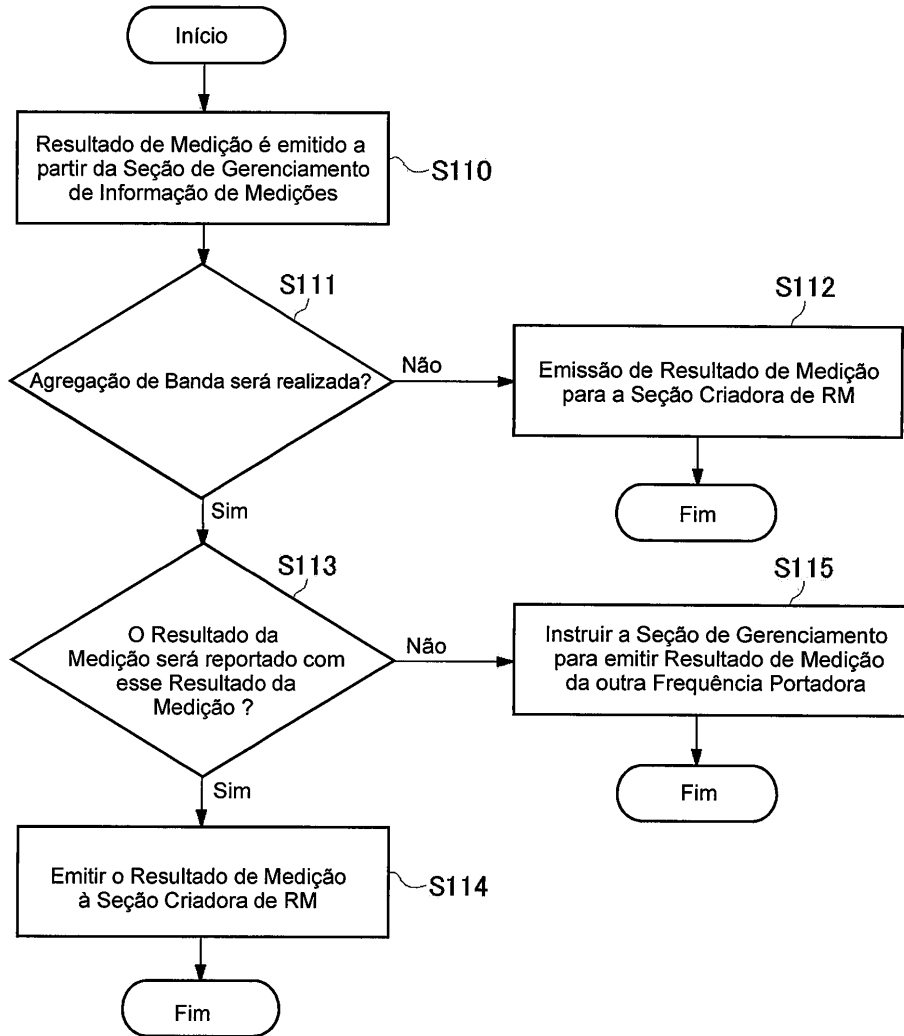 Início
Resultado de Medição é emitido a
partir da Seção de Gerenciamento
de Informação de Medições
S110
S111
Agregação de Banda será realizada?
Não
S112
Emissão de Resultado de Medição
para a Seção Criadora de RM
Fim
Sim
S113
O Resultado da
Medição será reportado com
esse Resultado da
Medição ?
Não
S115
Instruir a Seção de Gerenciamento
para emitir Resultado de Medição
da outra Frequência Portadora
Fim
Sim
Emitir o Resultado de Medição
à Seção Criadora de RM
S114
Fim